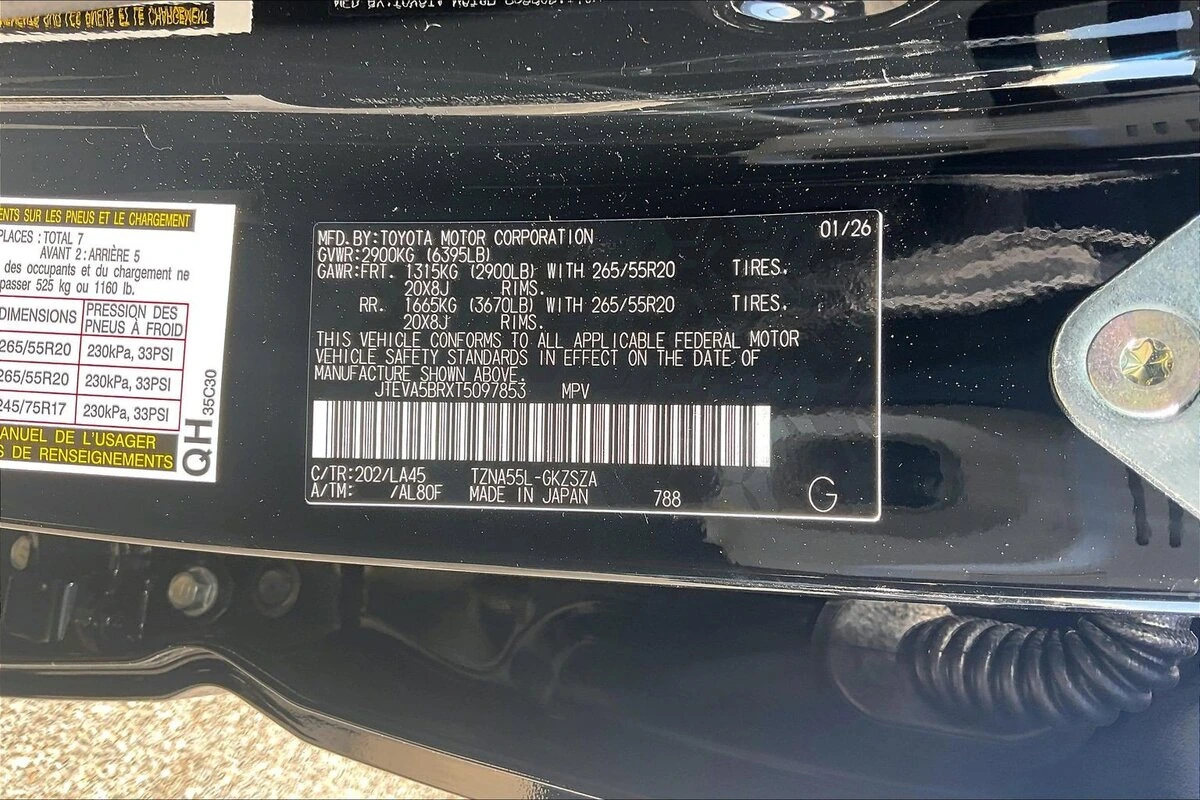 ENTS SUR LES PNEUS ET LE CHARGEMENT
PLACES : TOTAL 7
AVANT 2 : ARRIÈRE 5
des occupants et du chargement ne
passer 525 kg ou 1160 lb.
DIMENSIONS PRESSION DES PNEUS À FROID
265/55R20 230kPa, 33PSI
265/55R20 230kPa, 33PSI
245/75R17 230kPa, 33PSI
MANUEL DE L'USAGER
S DE RENSEIGNEMENTS
QH 35C30
MFD.BY:TOYOTA MOTOR CORPORATION 01/26
GVWR:2900KG (6395LB)
GAWR:FRT. 1315KG (2900LB) WITH 265/55R20 TIRES.
20X8J RIMS.
RR. 1665KG (3670LB) WITH 265/55R20 TIRES.
20X8J RIMS.
THIS VEHICLE CONFORMS TO ALL APPLICABLE FEDERAL MOTOR
VEHICLE SAFETY STANDARDS IN EFFECT ON THE DATE OF
MANUFACTURE SHOWN ABOVE.
JTEVA5BRXT5097853 MPV
C/TR:202/LA45 TZNA55L-GKZSZA
A/TM: /AL80F MADE IN JAPAN 788 G